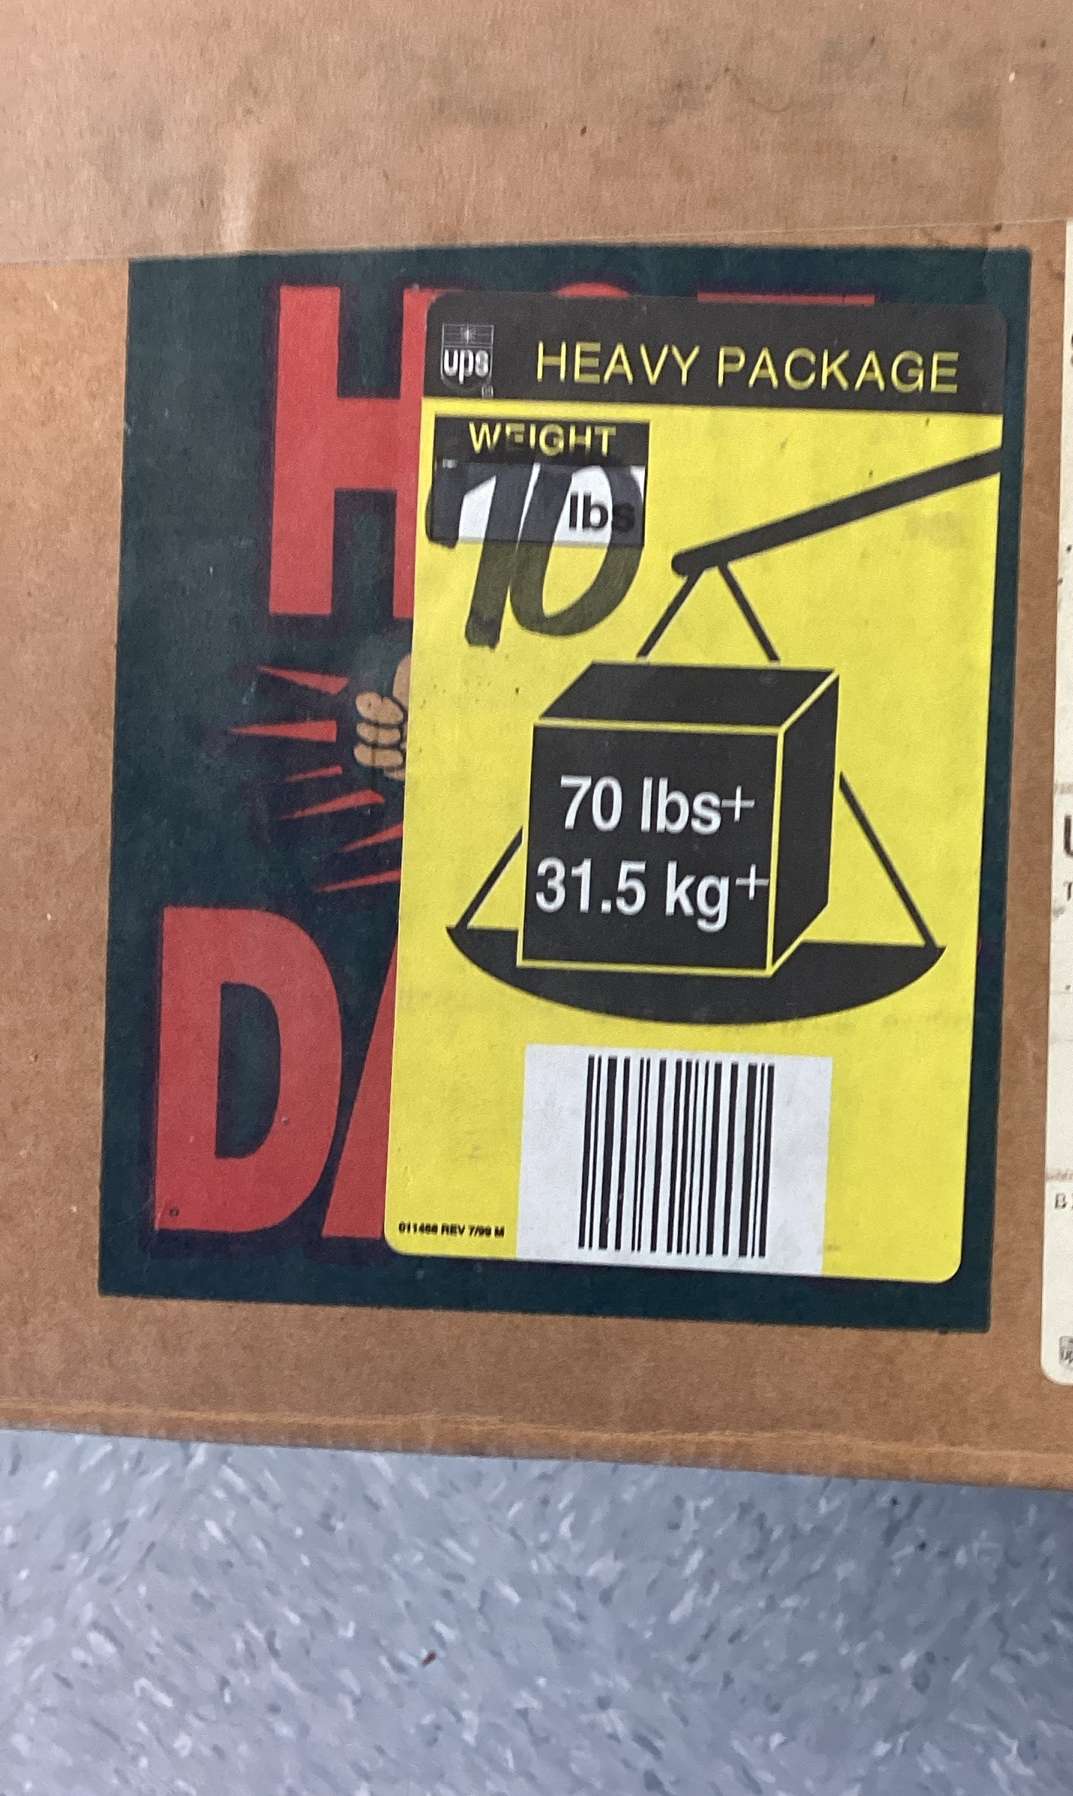 ups
HEAVY PACKAGE
WEIGHT
70 lbs
70 lbs+
31.5 kg+
011466 REV 7/99 M